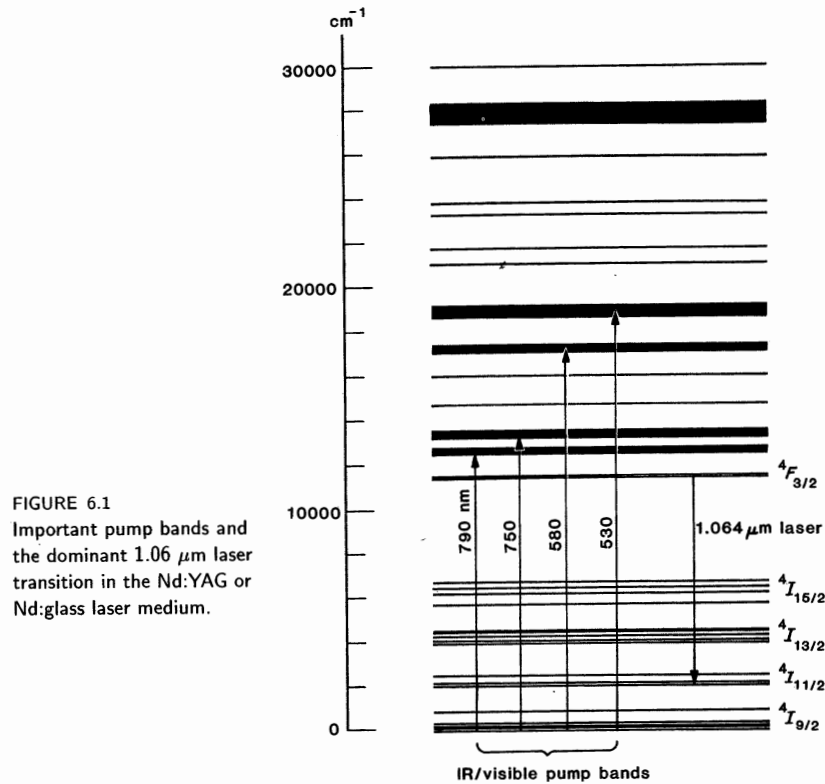 cm⁻¹
30000
20000
10000
0
790 nm
750
580
530
1.064 μm laser
⁴F₃/₂
⁴I₁₅/₂
⁴I₁₃/₂
⁴I₁₁/₂
⁴I₉/₂
IR/visible pump bands
FIGURE 6.1
Important pump bands and
the dominant 1.06 μm laser
transition in the Nd:YAG or
Nd:glass laser medium.